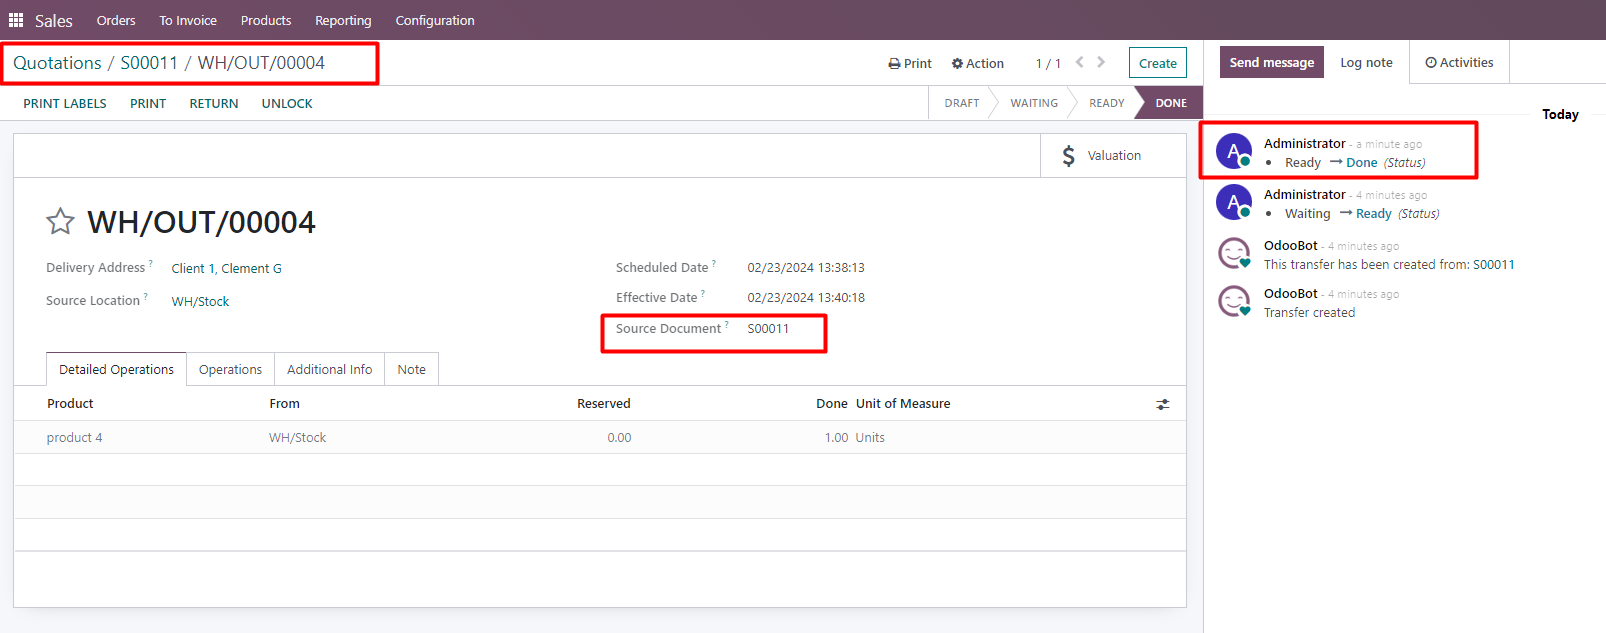 Sales Orders To Invoice Products Reporting Configuration
Quotations / S00011 / WH/OUT/00004
Print Action 1 / 1 Create
Send message Log note Activities
PRINT LABELS PRINT RETURN UNLOCK
DRAFT WAITING READY DONE
Today
$ Valuation
Administrator - a minute ago
• Ready → Done (Status)
Administrator - 4 minutes ago
• Waiting → Ready (Status)
OdooBot - 4 minutes ago
This transfer has been created from: S00011
OdooBot - 4 minutes ago
Transfer created
WH/OUT/00004
Delivery Address ? Client 1, Clement G
Source Location ? WH/Stock
Scheduled Date ? 02/23/2024 13:38:13
Effective Date ? 02/23/2024 13:40:18
Source Document ? S00011
Detailed Operations Operations Additional Info Note
Product From Reserved Done Unit of Measure
product 4 WH/Stock 0.00 1.00 Units
A
A